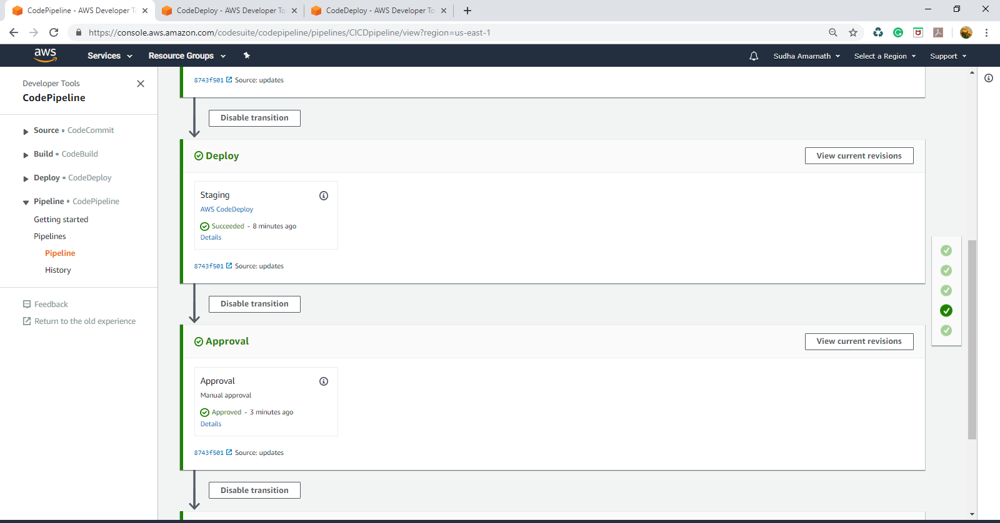 CodePipeline - AWS Developer To
CodeDeploy - AWS Developer To
CodeDeploy - AWS Developer To
https://console.aws.amazon.com/codesuite/codepipeline/pipelines/CICDpipeline/view?region=us-east-1
aws
Services
Resource Groups
Sudha Amarnath
Select a Region
Support
Developer Tools
CodePipeline
Source • CodeCommit
Build • CodeBuild
Deploy • CodeDeploy
Pipeline • CodePipeline
Getting started
Pipelines
Pipeline
History
Feedback
Return to the old experience
8743f501 Source: updates
Disable transition
Deploy
View current revisions
Staging
AWS CodeDeploy
Succeeded - 8 minutes ago
Details
8743f501 Source: updates
Disable transition
Approval
View current revisions
Approval
Manual approval
Approved - 3 minutes ago
Details
8743f501 Source: updates
Disable transition